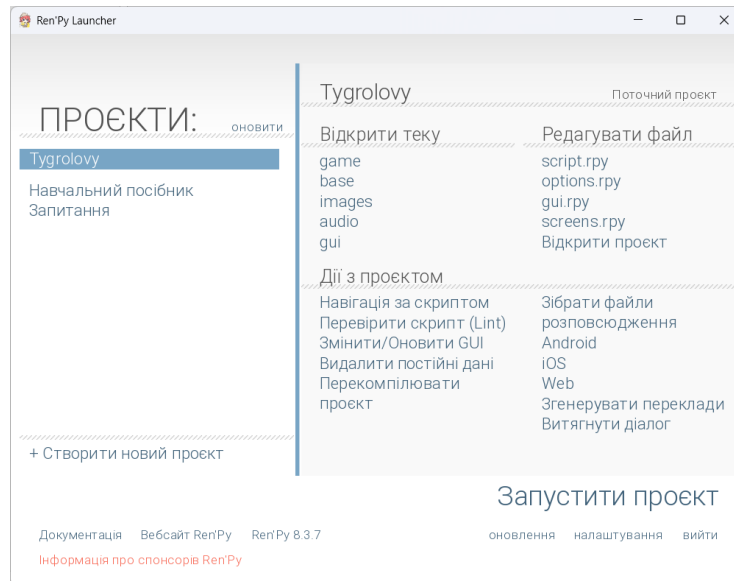 Ren'Py Launcher
ПРОЄКТИ:
оновити
Tygrolovy
Навчальний посібник
Запитання
+ Створити новий проєкт
Tygrolovy
Поточний проєкт
Відкрити теку
game
base
images
audio
gui
Редагувати файл
script.rpy
options.rpy
gui.rpy
screens.rpy
Відкрити проєкт
Дії з проєктом
Навігація за скриптом
Перевірити скрипт (Lint)
Змінити/Оновити GUI
Видалити постійні дані
Перекомпілювати
проєкт
Зібрати файли
розповсюдження
Android
iOS
Web
Згенерувати переклади
Витягнути діалог
Запустити проєкт
Документація Вебсайт Ren'Py Ren'Py 8.3.7
оновлення налаштування вийти
Інформація про спонсорів Ren'Py